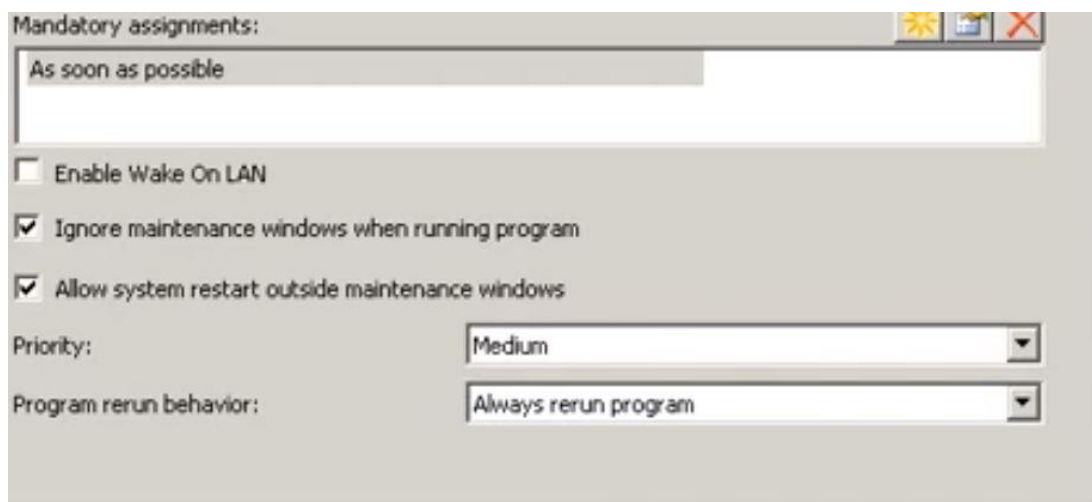 Mandatory assignments:
As soon as possible
Enable Wake On LAN
Ignore maintenance windows when running program
Allow system restart outside maintenance windows
Priority: Medium
Program rerun behavior: Always rerun program